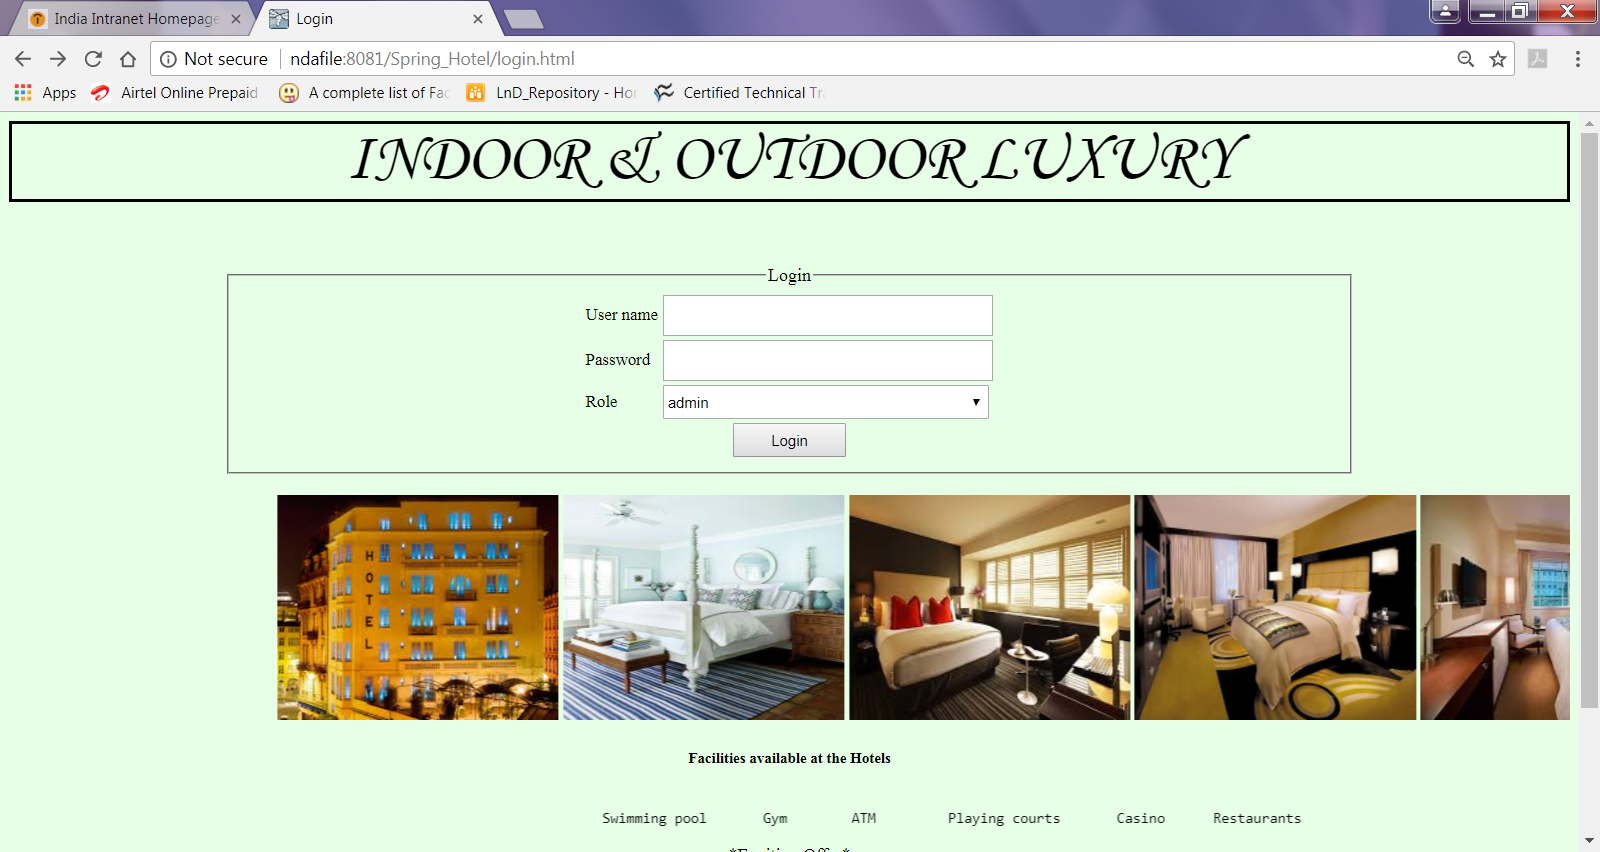 India Intranet Homepage
Login
Not secure
ndafile:8081/Spring_Hotel/login.html
Apps
Airtel Online Prepaid
A complete list of Fac
LnD_Repository - Hor
Certified Technical Tr
INDOOR & OUTDOOR LUXURY
Login
User name
Password
Role
admin
Login
HOTEL
Facilities available at the Hotels
Swimming pool Gym ATM Playing courts Casino Restaurants